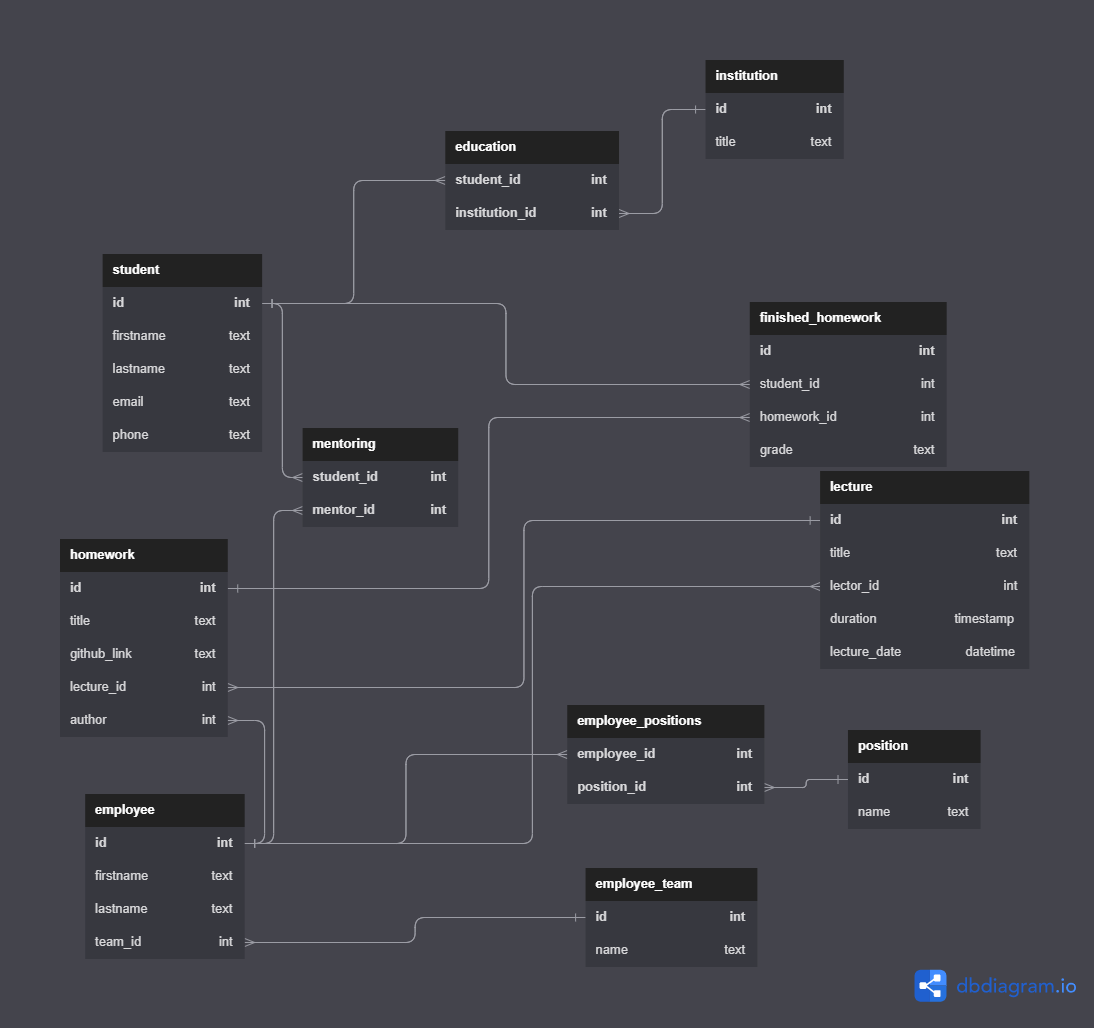 institution
id int
title text
education
student_id int
institution_id int
student
id int
firstname text
lastname text
email text
phone text
finished_homework
id int
student_id int
homework_id int
grade text
mentoring
student_id int
mentor_id int
lecture
id int
title text
lector_id int
duration timestamp
lecture_date datetime
homework
id int
title text
github_link text
lecture_id int
author int
employee_positions
employee_id int
position_id int
position
id int
name text
employee
id int
firstname text
lastname text
team_id int
employee_team
id int
name text
dbdiagram.io